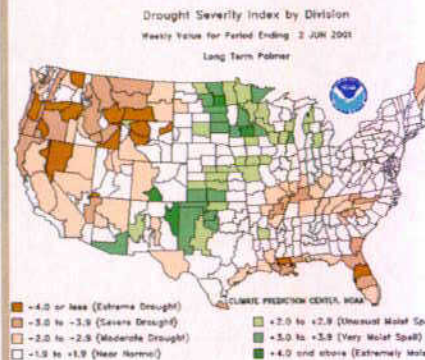 Drought Severity Index by Division
Weekly Value for Period Ending 2 JUN 2001
Long Term Palmer
CLIMATE PREDICTION CENTER, NOAA
-4.0 or less (Extreme Drought)
-3.0 to -3.9 (Severe Drought)
-2.0 to -2.9 (Moderate Drought)
-1.9 to +1.9 (Near Normal)
+2.0 to +2.9 (Unusual Moist Sp
+3.0 to +3.9 (Very Moist Spell)
+4.0 and above (Extremely Mois